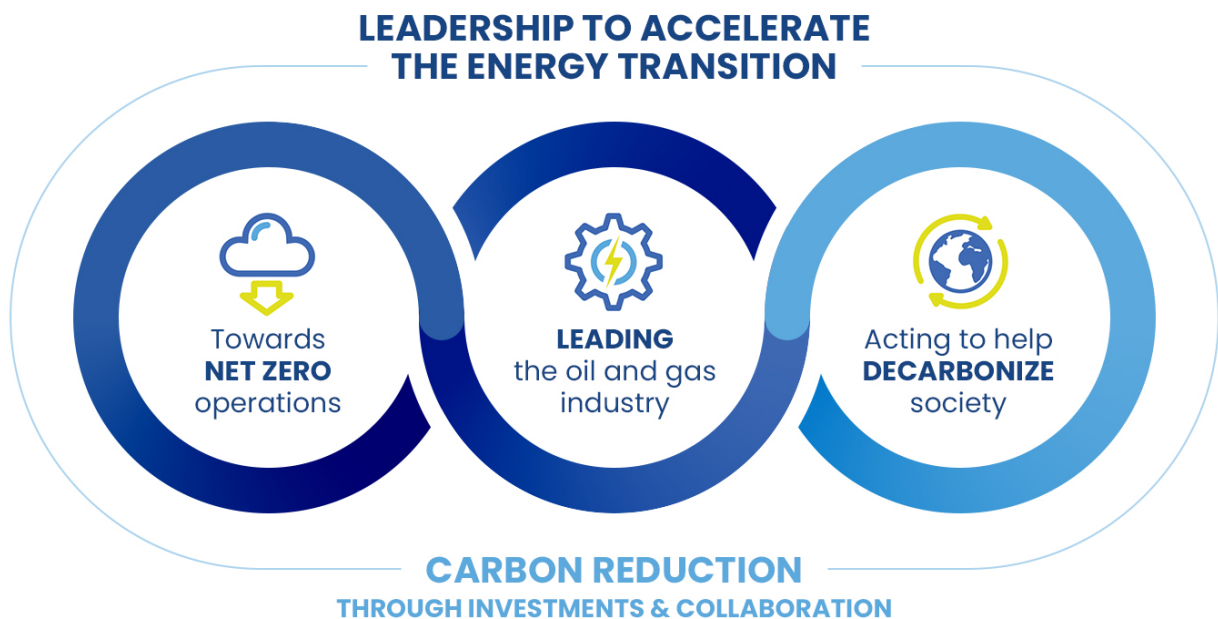 LEADERSHIP TO ACCELERATE
THE ENERGY TRANSITION
Towards
NET ZERO
operations
LEADING
the oil and gas
industry
Acting to help
DECARBONIZE
society
CARBON REDUCTION
THROUGH INVESTMENTS & COLLABORATION